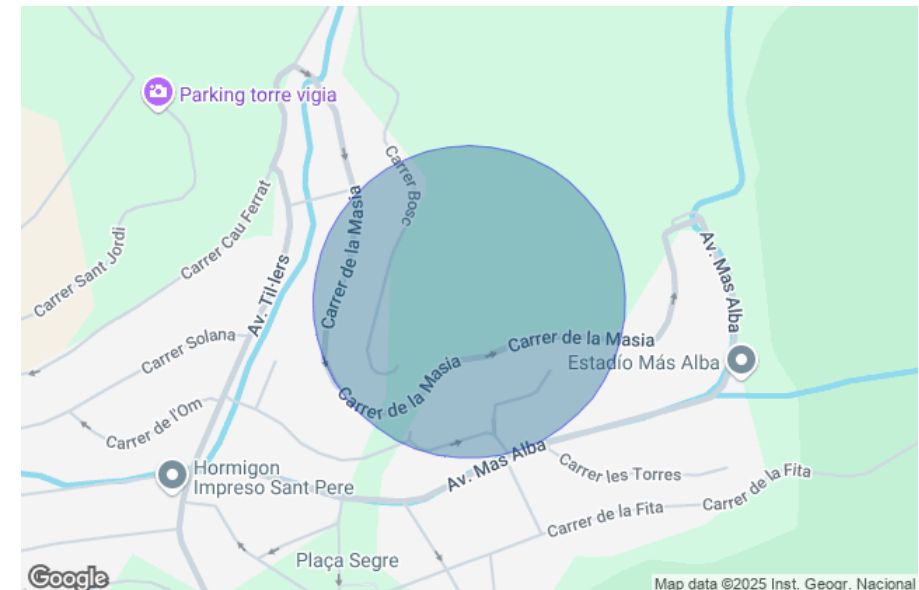 Parking torre vigia
Carrer Bosc
Carrer de la Masia
Carrer Cau Ferrat
Carrer Sant Jordi
Av. Til·lers
Av. Mas Alba
Carrer Solana
Carrer de la Masia
Estadío Más Alba
Carrer de la Masia
Carrer de l'Om
Av. Mas Alba
Hormigon
Impreso Sant Pere
Carrer les Torres
Carrer de la Fita
Carrer de la Fita
Plaça Segre
Google
Map data ©2025 Inst. Geogr. Nacional